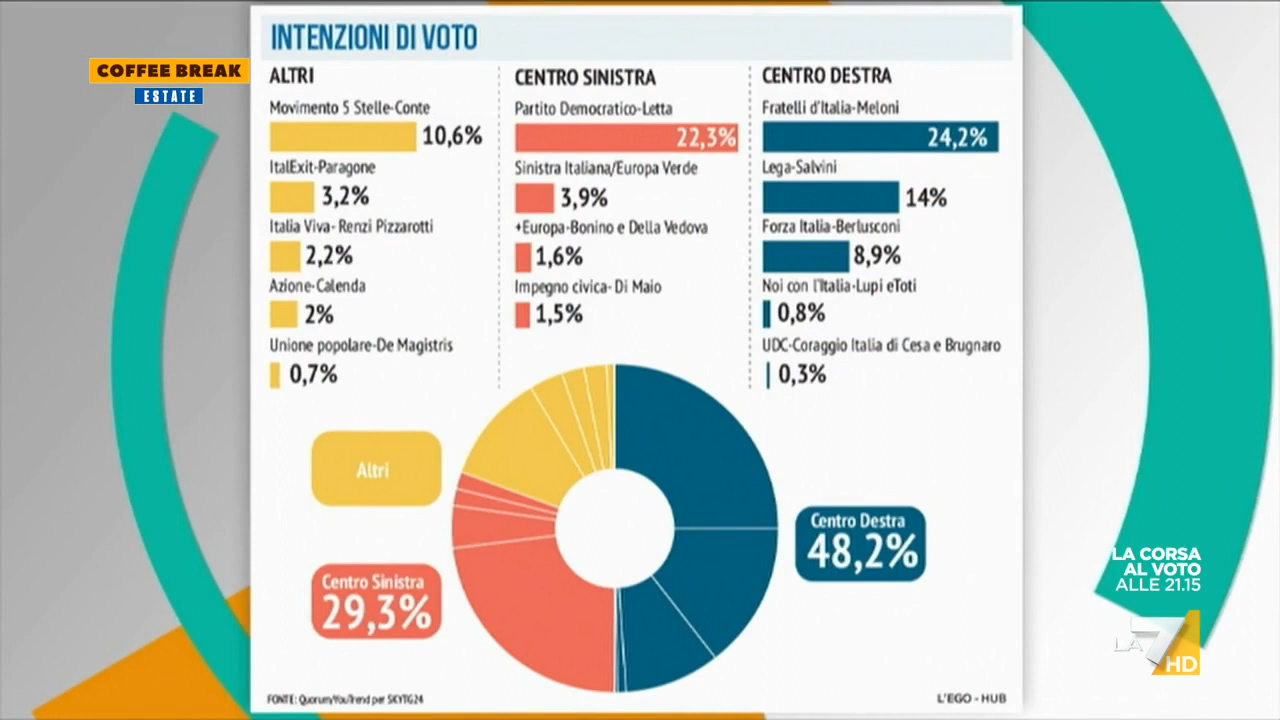 INTENZIONI DI VOTO
COFFEE BREAK
ESTATE
ALTRI
Movimento 5 Stelle-Conte
10,6%
ItalExit-Paragone
3,2%
Italia Viva- Renzi Pizzarotti
2,2%
Azione-Calenda
2%
Unione popolare-De Magistris
0,7%
CENTRO SINISTRA
Partito Democratico-Letta
22,3%
Sinistra Italiana/Europa Verde
3,9%
+Europa-Bonino e Della Vedova
1,6%
Impegno civica- Di Maio
1,5%
CENTRO DESTRA
Fratelli d'Italia-Meloni
24,2%
Lega-Salvini
14%
Forza Italia-Berlusconi
8,9%
Noi con l'Italia-Lupi eToti
0,8%
UDC-Coraggio Italia di Cesa e Brugnaro
0,3%
Altri
Centro Sinistra
29,3%
Centro Destra
48,2%
LA CORSA
AL VOTO
ALLE 21.15
LA 7 HD
FONTE: Quorum/YouTrend per SKYTG24
L'EGO - HUB